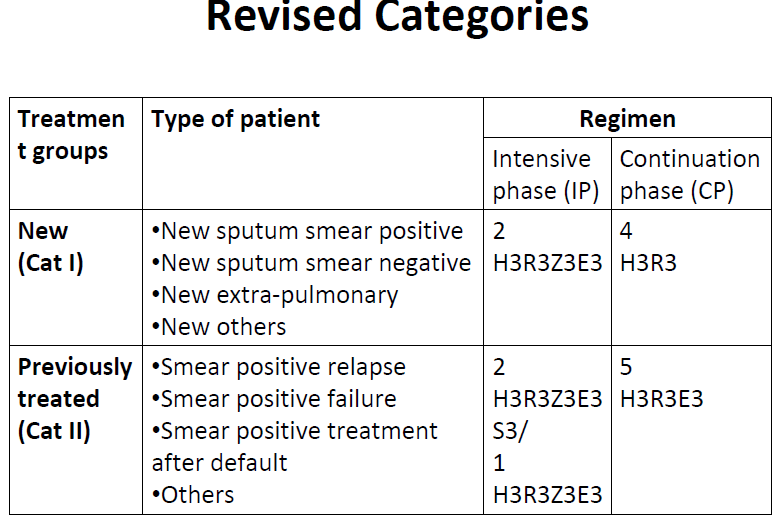 Revised Categories
Treatmen
t groups
Type of patient
Regimen
Intensive
phase (IP)
Continuation
phase (CP)
New
(Cat I)
•New sputum smear positive
•New sputum smear negative
•New extra-pulmonary
•New others
2
H3R3Z3E3
4
H3R3
Previously
treated
(Cat II)
•Smear positive relapse
•Smear positive failure
•Smear positive treatment
after default
•Others
2
H3R3Z3E3
S3/
1
H3R3Z3E3
5
H3R3E3